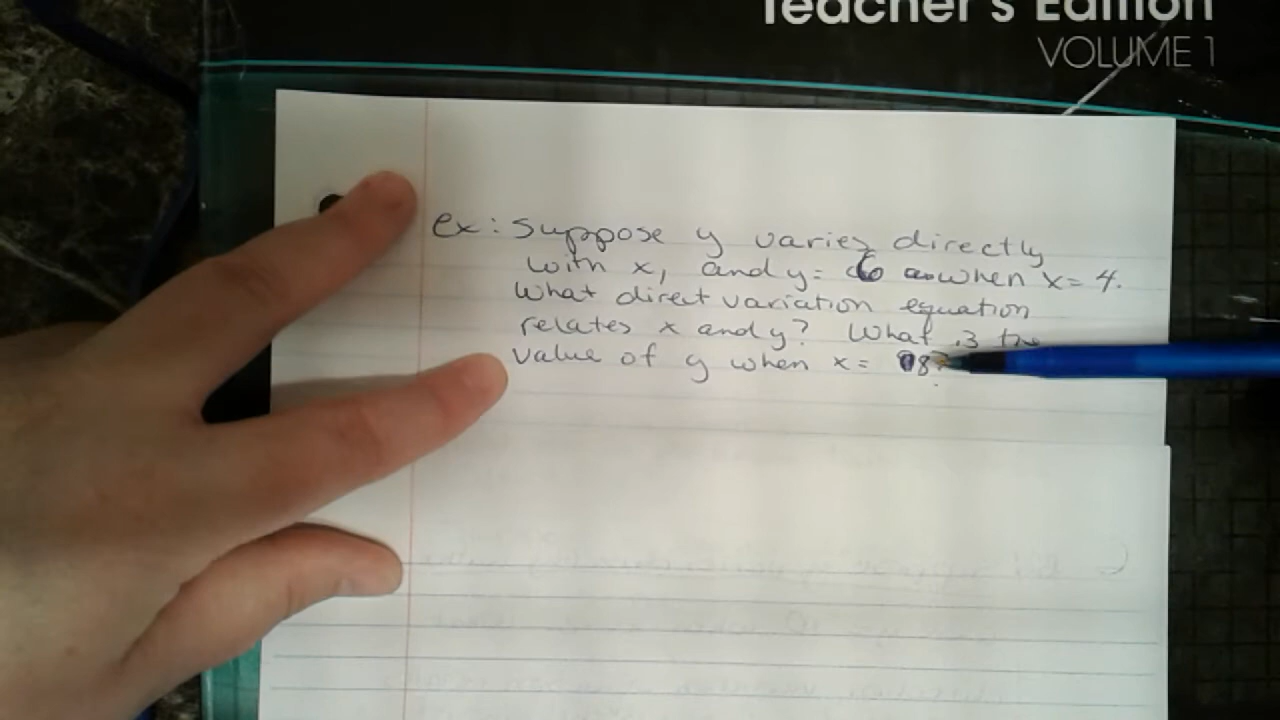 Teacher's Edition
VOLUME 1
ex: Suppose y varies directly
with x, and y = 6 when x = 4.
What direct variation equation
relates x and y? What is the
value of y when x = 8?